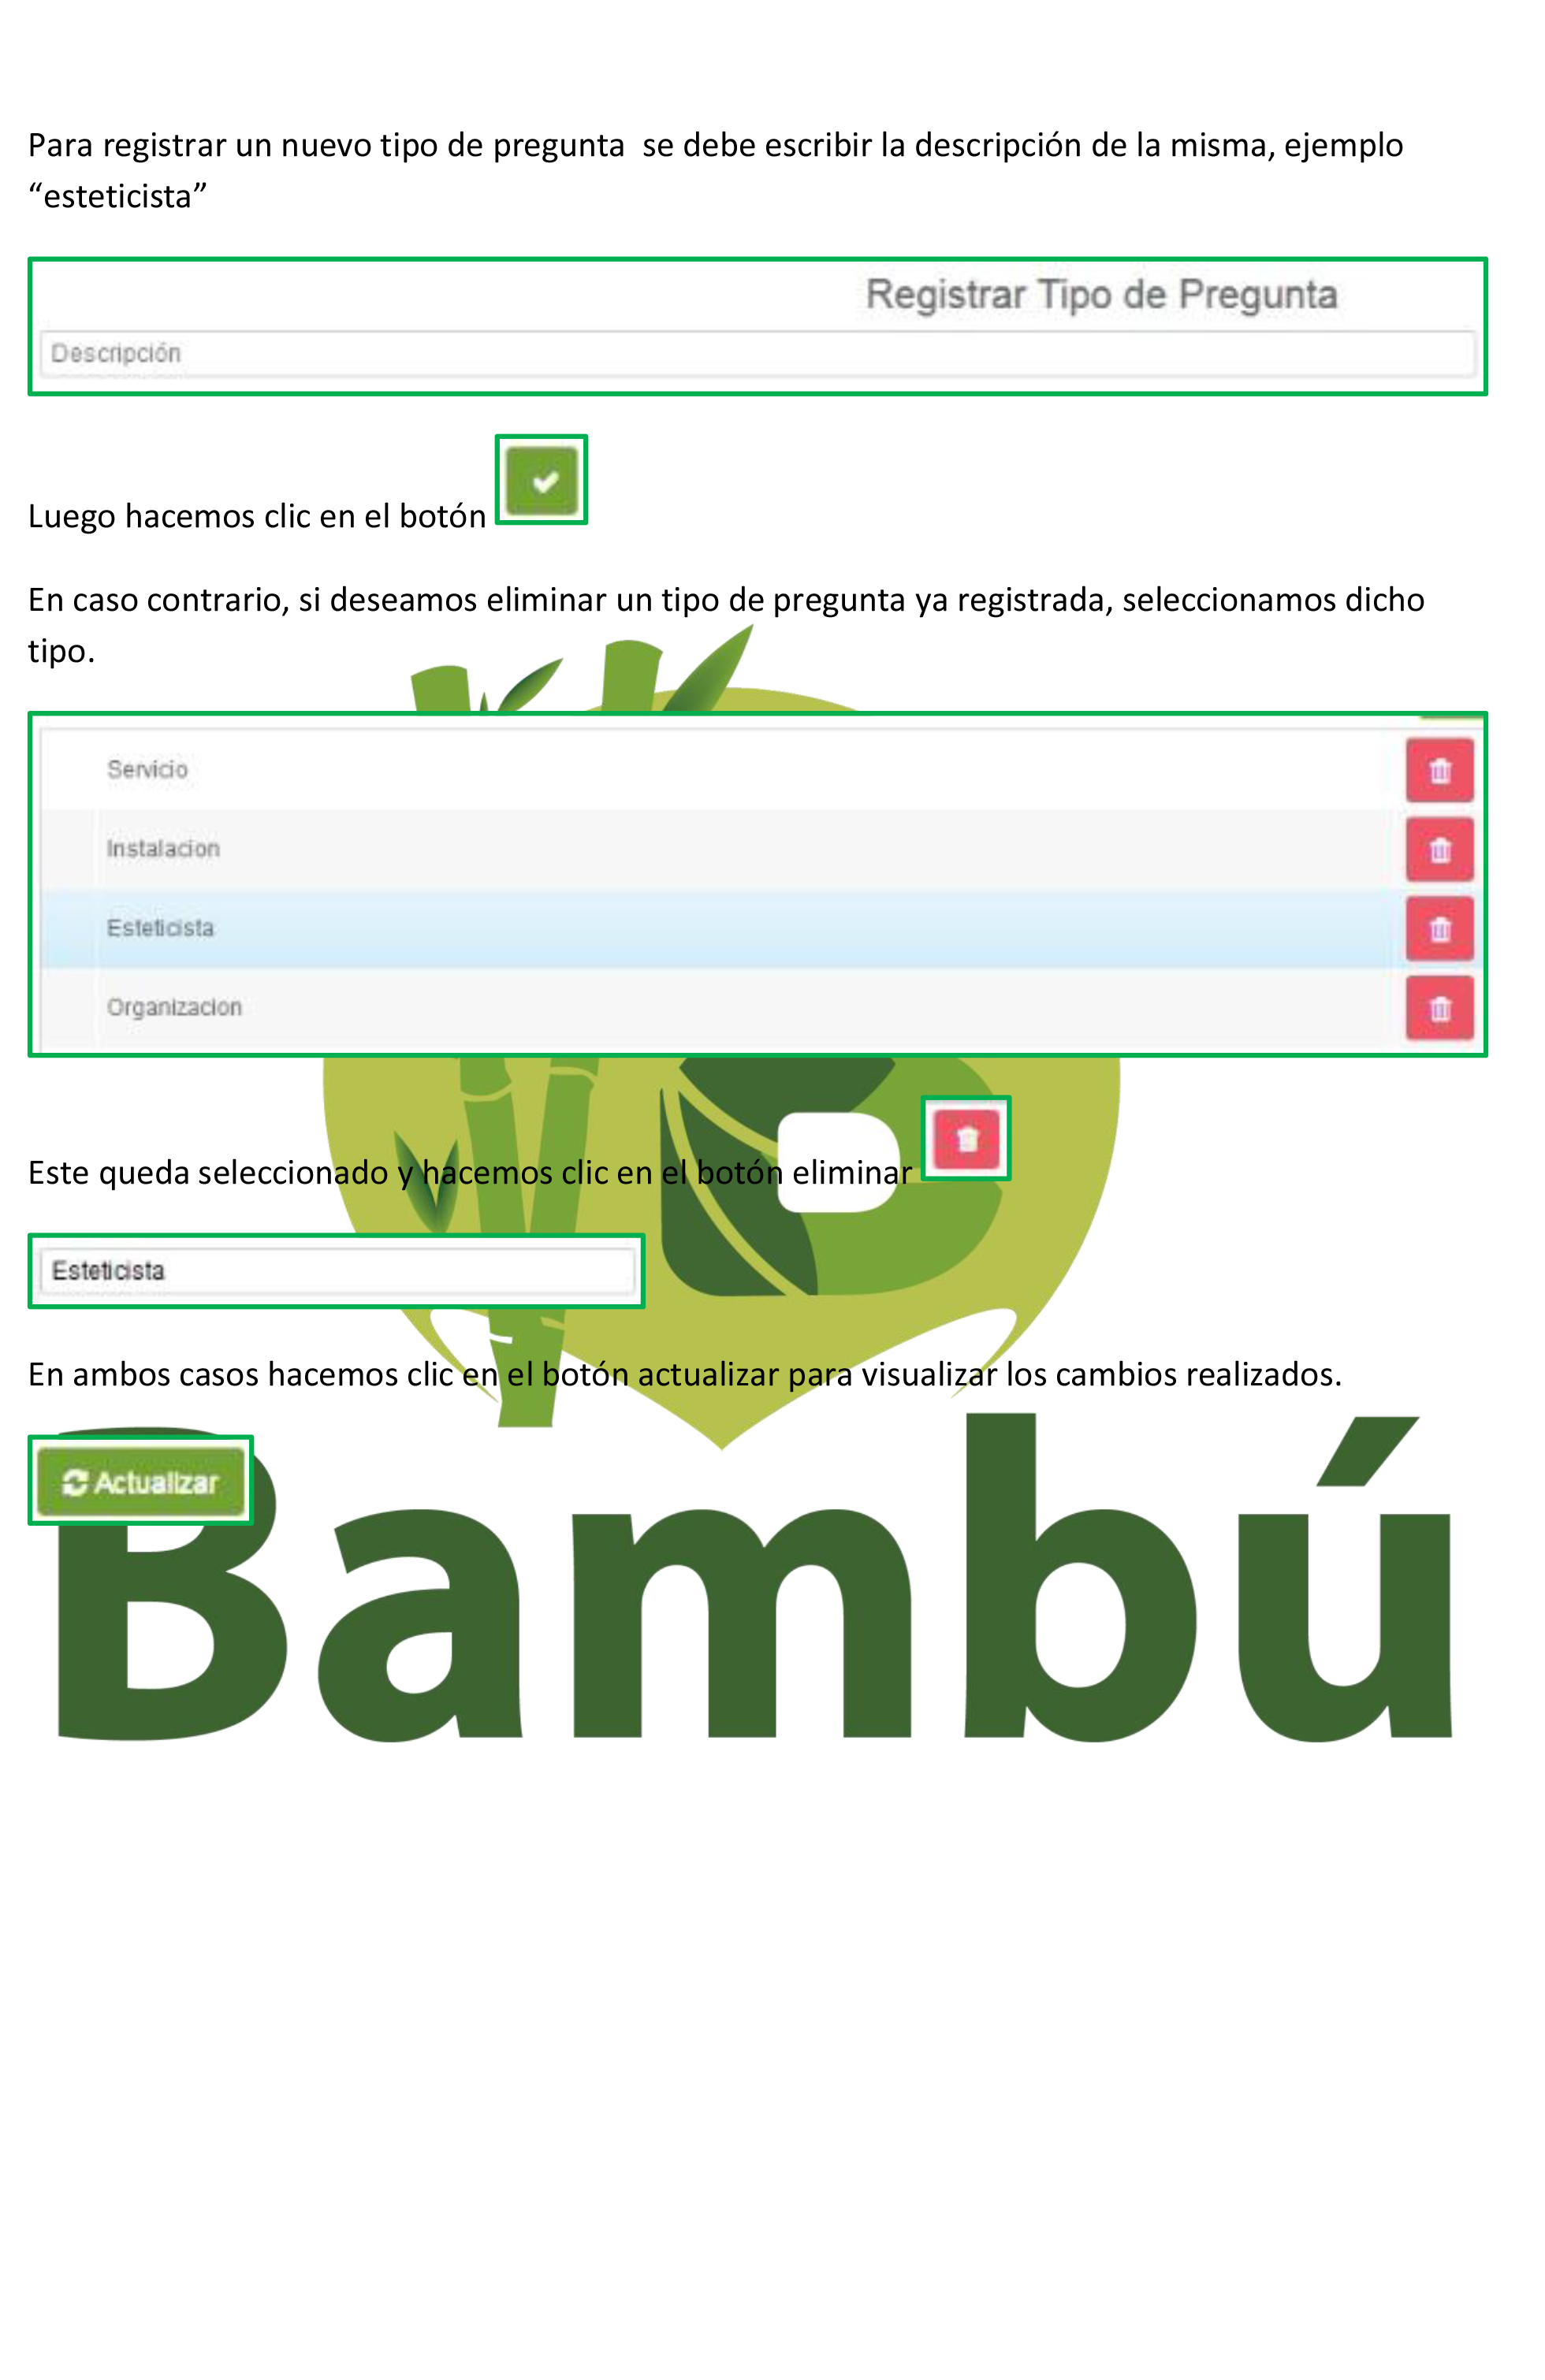 Para registrar un nuevo tipo de pregunta  se debe escribir la descripción de la misma, ejemplo
“esteticista”
Registrar Tipo de Pregunta
Descripción
Luego hacemos clic en el botón
En caso contrario, si deseamos eliminar un tipo de pregunta ya registrada, seleccionamos dicho
tipo.
Servicio
Instalacion
Esteticista
Organizacion
Este queda seleccionado y hacemos clic en el botón eliminar
Esteticista
En ambos casos hacemos clic en el botón actualizar para visualizar los cambios realizados.
Actualizar
Bambú